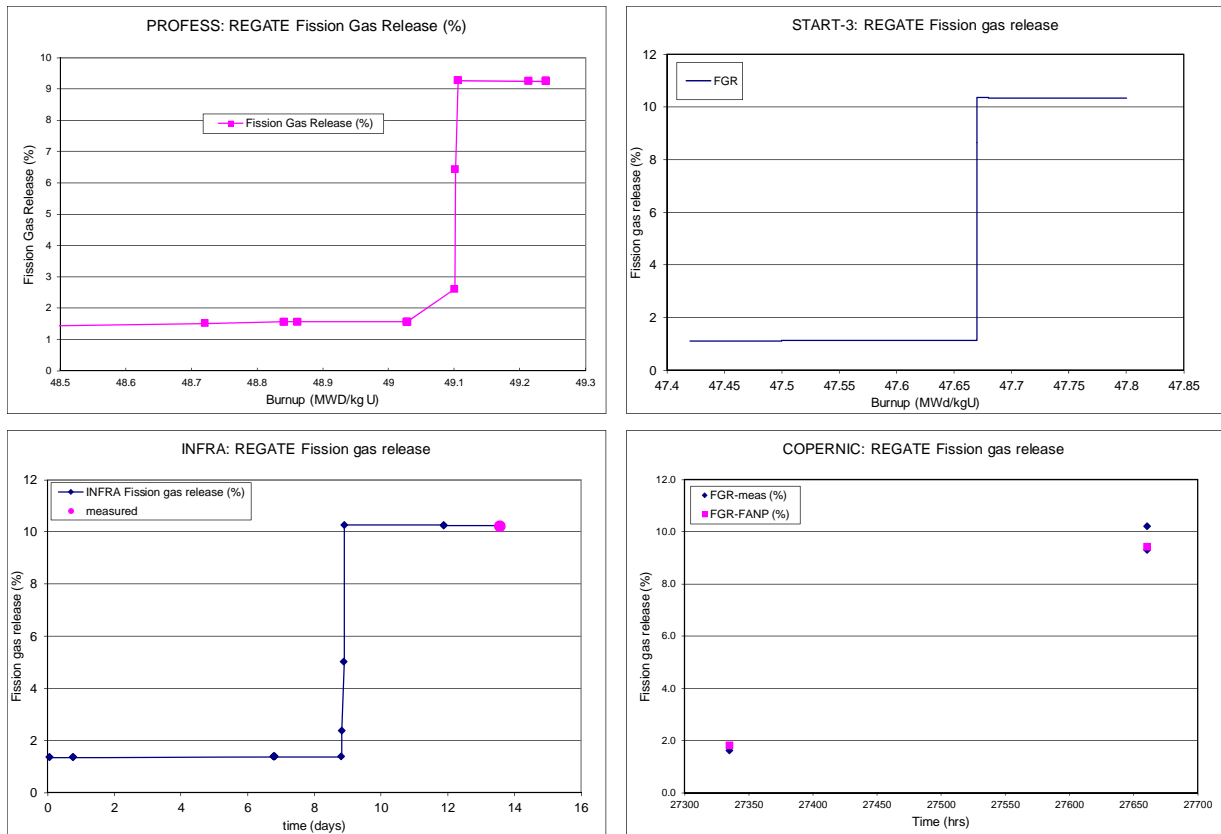 PROFESS: REGATE Fission Gas Release (%)
Fission Gas Release (%)
10
9
8
7
6
5
4
3
2
1
0
Fission Gas Release (%)
48.5 48.6 48.7 48.8 48.9 49 49.1 49.2 49.3
Burnup (MWD/kg U)
START-3: REGATE Fission gas release
Fission gas release (%)
12
10
8
6
4
2
0
FGR
47.4 47.45 47.5 47.55 47.6 47.65 47.7 47.75 47.8 47.85
Burnup (MWd/kgU)
INFRA: REGATE Fission gas release
Fission gas release (%)
12
10
8
6
4
2
0
INFRA Fission gas release (%)
measured
0 2 4 6 8 10 12 14 16
time (days)
COPERNIC: REGATE Fission gas release
Fission gas release (%)
12.0
10.0
8.0
6.0
4.0
2.0
0.0
FGR-meas (%)
FGR-FANP (%)
27300 27350 27400 27450 27500 27550 27600 27650 27700
Time (hrs)